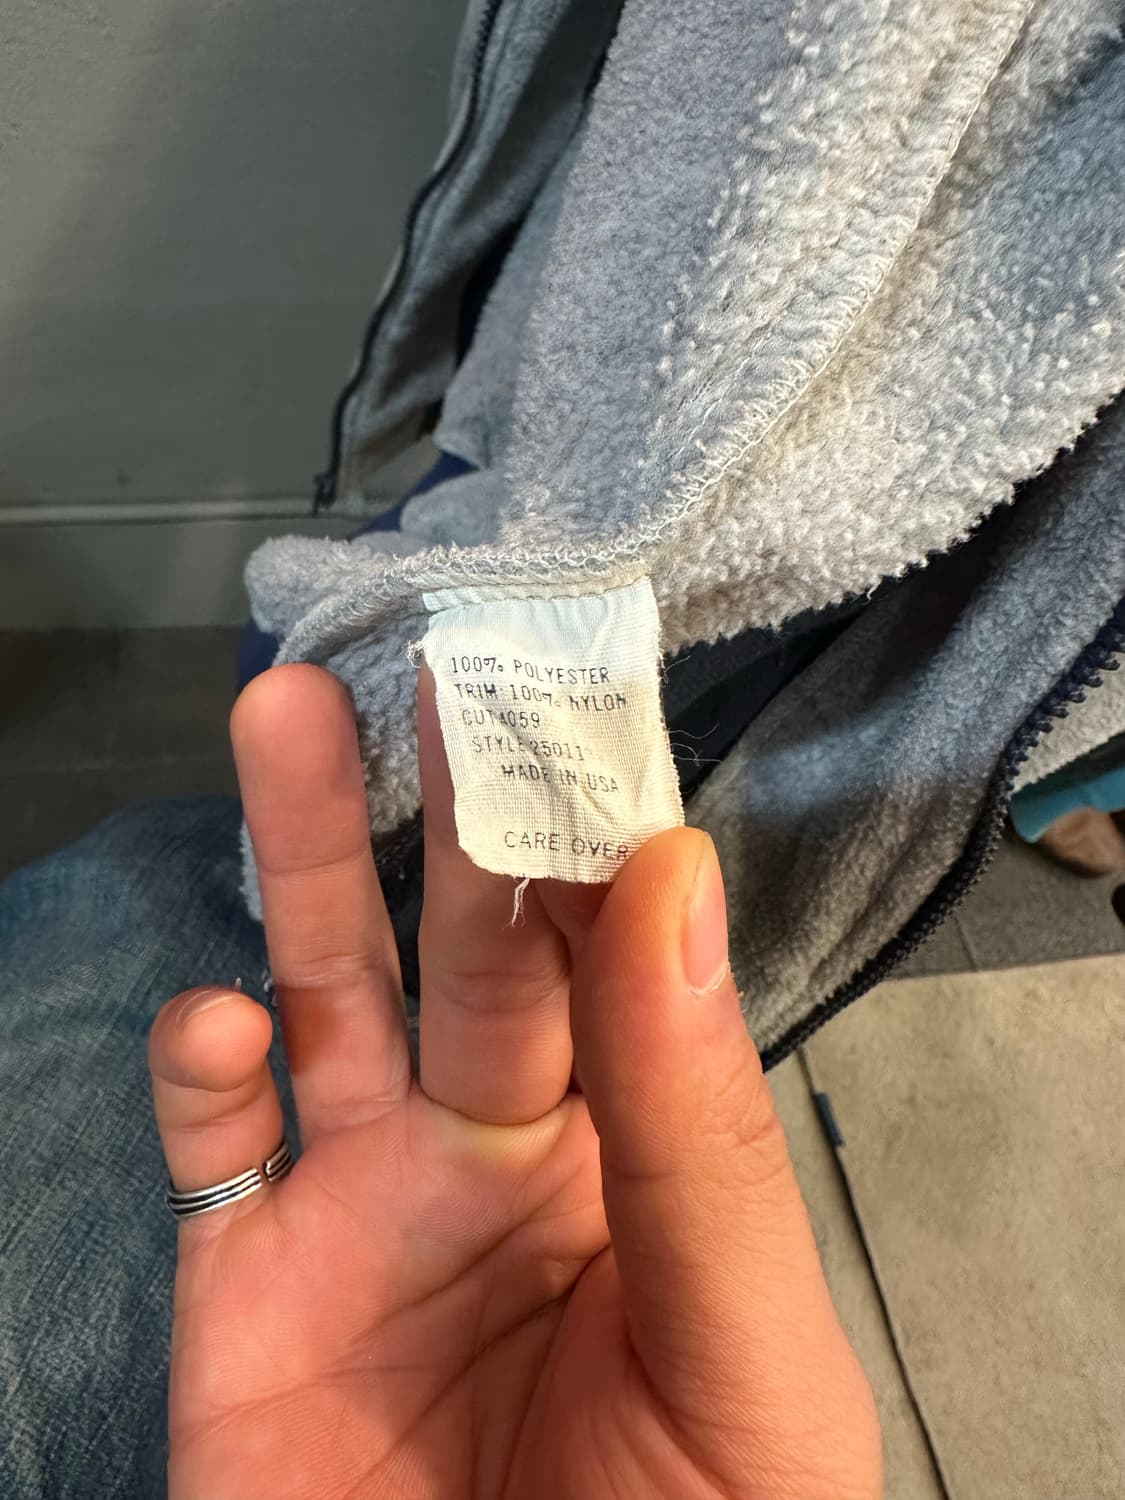 100% POLYESTER
TRIM 100% NYLON
CUT 4059
STYLE 25011
MADE IN USA
CARE OVER